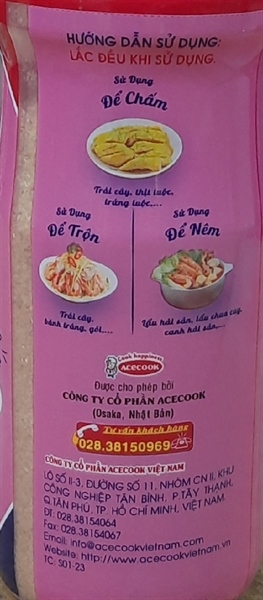 HƯỚNG DẪN SỬ DỤNG:
LẮC ĐỀU KHI SỬ DỤNG.
Sử Dụng
Để Chấm
Trái cây, thịt luộc,
trứng luộc,...
Sử Dụng
Để Trộn
Trái cây,
bánh tráng, gỏi,...
Sử Dụng
Để Nêm
Lẩu hải sản, lẩu chua cay,
canh hải sản,...
Cook happiness
ACECOOK
Được cho phép bởi
CÔNG TY CỔ PHẦN ACECOOK
(Osaka, Nhật Bản)
Tư vấn khách hàng
028.38150969
CÔNG TY CỔ PHẦN ACECOOK VIỆT NAM
LÔ SỐ II-3, ĐƯỜNG SỐ 11, NHÓM CN II, KHU
CÔNG NGHIỆP TÂN BÌNH, P.TÂY THẠNH,
Q.TÂN PHÚ, TP. HỒ CHÍ MINH, VIỆT NAM.
ĐT: 028.38154064
Fax: 028.38154067
Email: info@acecookvietnam.com
Website: http://www.acecookvietnam.vn
TC: S01-23